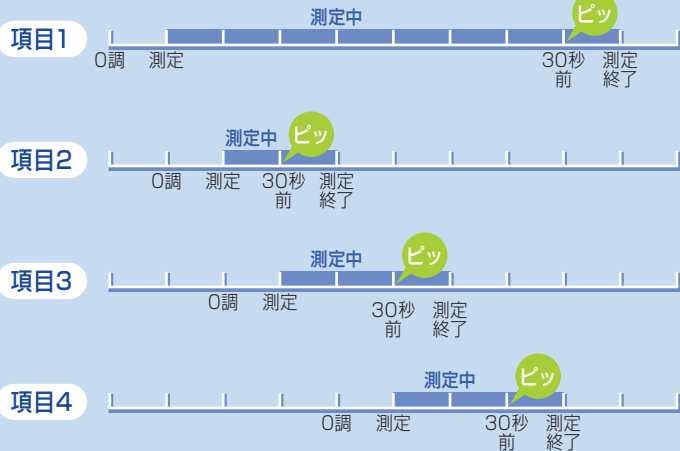 測定中 ピッ
項目1
0調 測定 30秒 測定
前 終了
測定中 ピッ
項目2
0調 測定 30秒 測定
前 終了
測定中 ピッ
項目3
0調 測定 30秒 測定
前 終了
測定中 ピッ
項目4
0調 測定 30秒 測定
前 終了